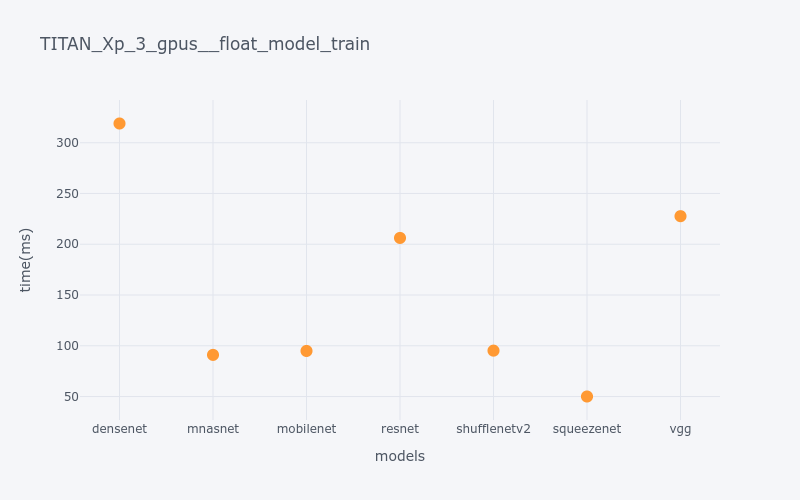 TITAN_Xp_3_gpus__float_model_train
time(ms)
300
250
200
150
100
50
densenet mnasnet mobilenet resnet shufflenetv2 squeezenet vgg
models